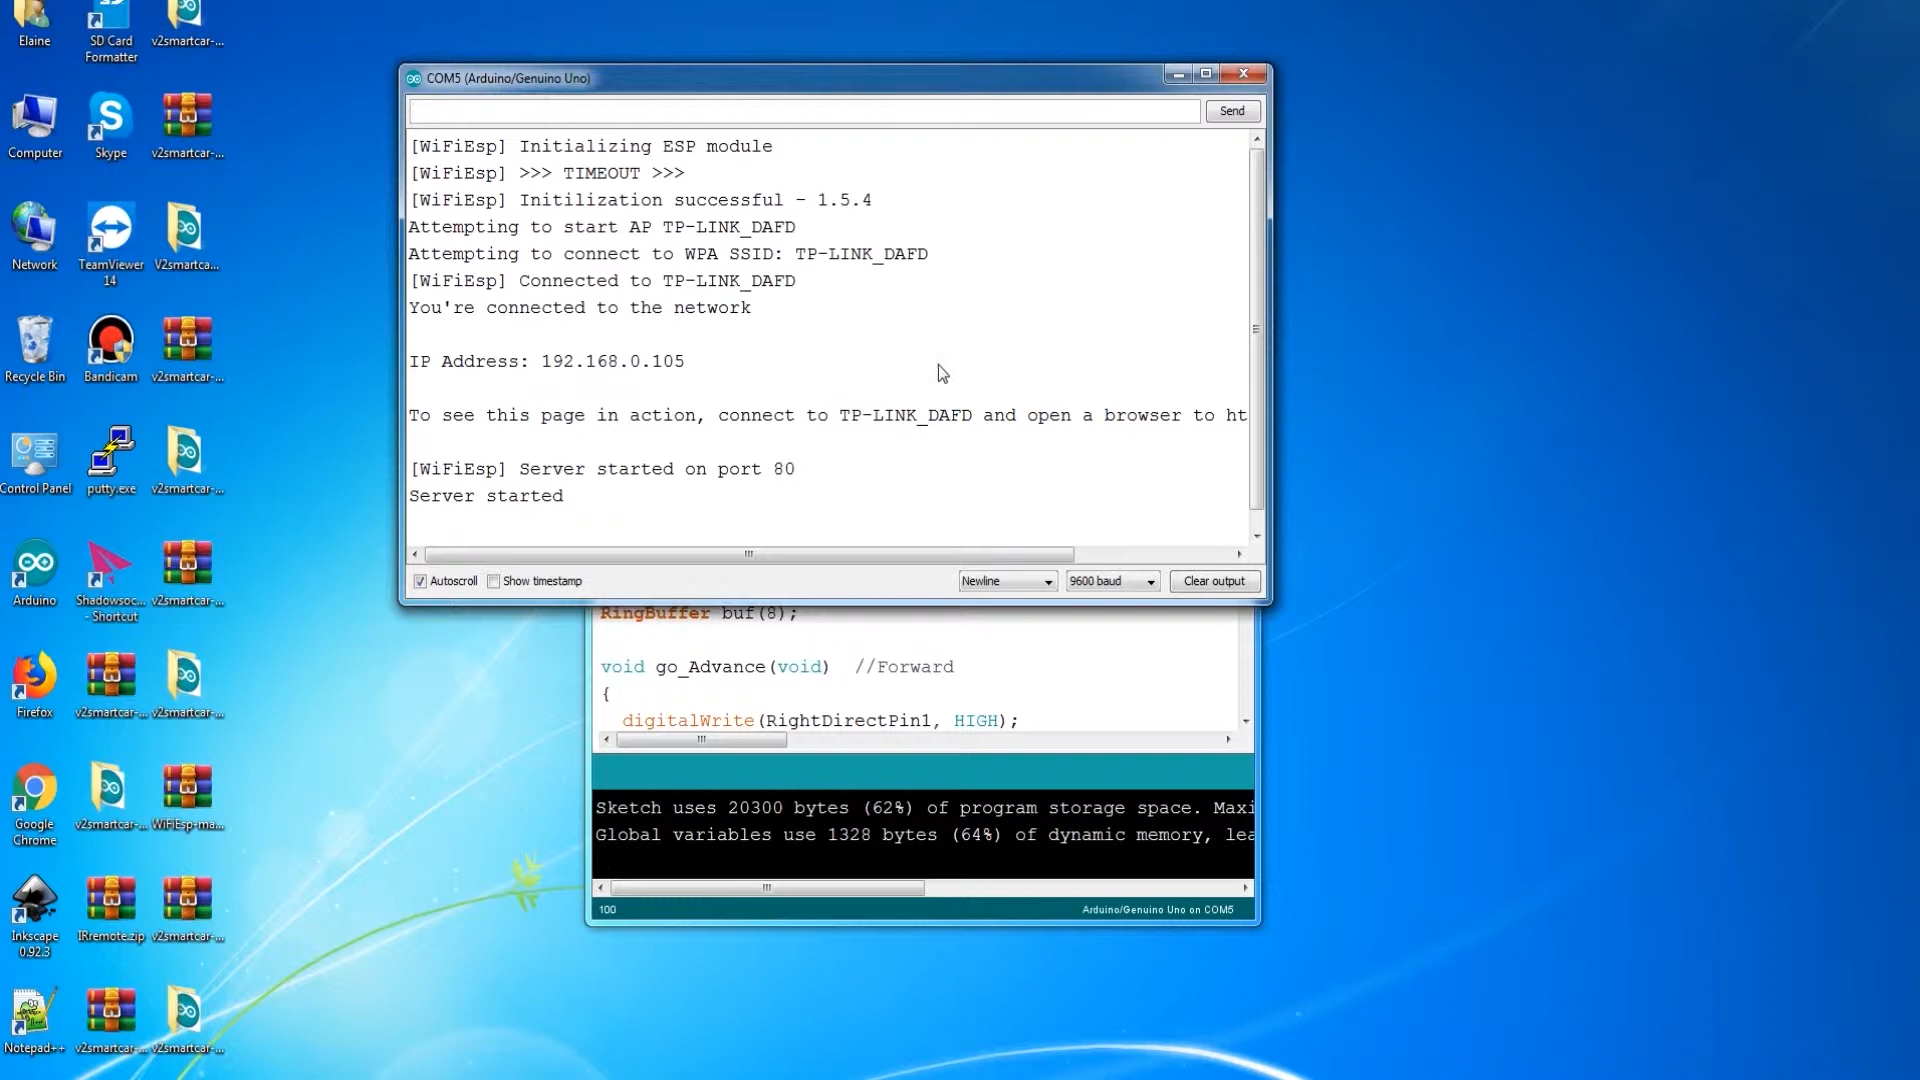 Elaine
SD Card
Formatter
v2smartcar-...
Computer
Skype
v2smartcar-...
Network
TeamViewer
14
V2smartca...
Recycle Bin
Bandicam
v2smartcar-...
Control Panel
putty.exe
v2smartcar-...
Arduino
Shadowsoc...
- Shortcut
v2smartcar-...
Firefox
v2smartcar-...
v2smartcar-...
Google
Chrome
v2smartcar-...
WiFiEsp-ma...
Inkscape
0.92.3
IRremote.zip
v2smartcar-...
Notepad++
v2smartcar-...
v2smartcar-...
COM5 (Arduino/Genuino Uno)
Send
[WiFiEsp] Initializing ESP module
[WiFiEsp] >>> TIMEOUT >>>
[WiFiEsp] Initilization successful - 1.5.4
Attempting to start AP TP-LINK_DAFD
Attempting to connect to WPA SSID: TP-LINK_DAFD
[WiFiEsp] Connected to TP-LINK_DAFD
You're connected to the network
IP Address: 192.168.0.105
To see this page in action, connect to TP-LINK_DAFD and open a browser to ht
[WiFiEsp] Server started on port 80
Server started
Autoscroll Show timestamp Newline 9600 baud Clear output
RingBuffer buf(8);
void go_Advance(void) //Forward
{
digitalWrite(RightDirectPin1, HIGH);
Sketch uses 20300 bytes (62%) of program storage space. Maxi
Global variables use 1328 bytes (64%) of dynamic memory, lea
100 Arduino/Genuino Uno on COM5